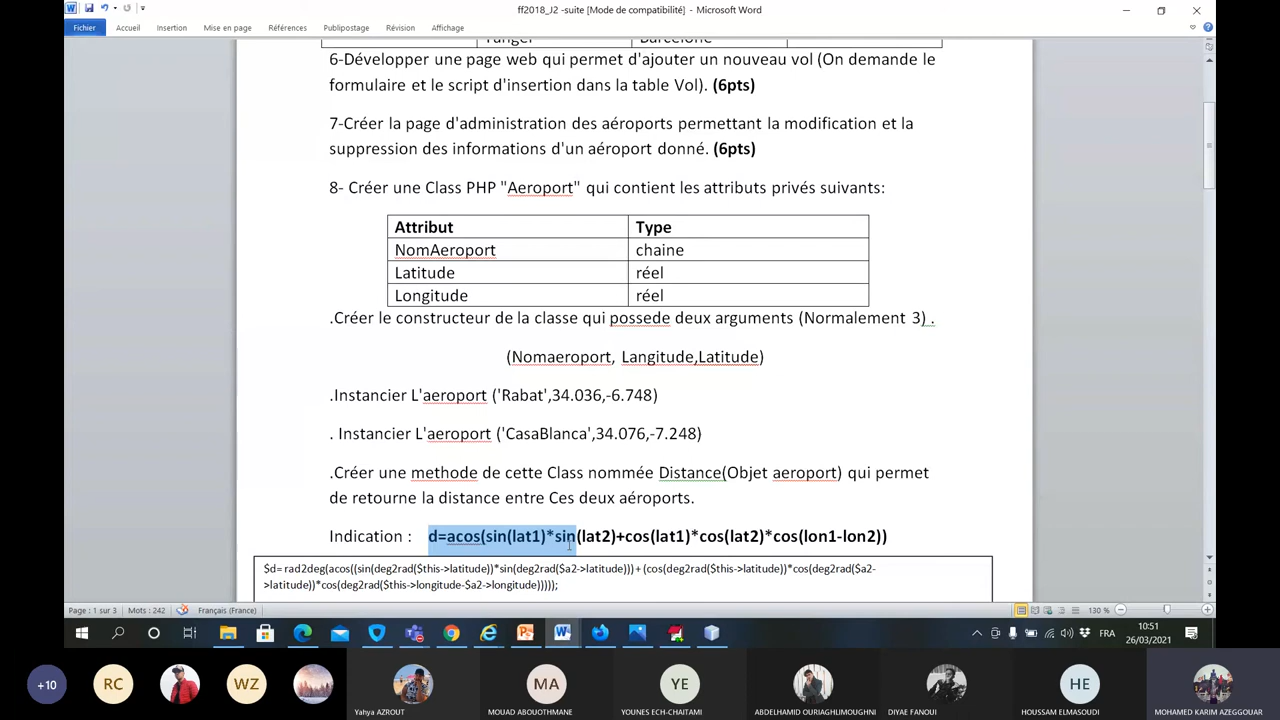 ff2018_J2 -suite [Mode de compatibilité] - Microsoft Word
Fichier Accueil Insertion Mise en page Références Publipostage Révision Affichage
Tanger Barcelone
6-Développer une page web qui permet d'ajouter un nouveau vol (On demande le
formulaire et le script d'insertion dans la table Vol). (6pts)
7-Créer la page d'administration des aéroports permettant la modification et la
suppression des informations d'un aéroport donné. (6pts)
8- Créer une Class PHP "Aeroport" qui contient les attributs privés suivants:
Attribut Type
NomAeroport chaine
Latitude réel
Longitude réel
.Créer le constructeur de la classe qui possede deux arguments (Normalement 3) .
(Nomaeroport, Langitude,Latitude)
.Instancier L'aeroport ('Rabat',34.036,-6.748)
. Instancier L'aeroport ('CasaBlanca',34.076,-7.248)
.Créer une methode de cette Class nommée Distance(Objet aeroport) qui permet
de retourne la distance entre Ces deux aéroports.
Indication : d=acos(sin(lat1)*sin(lat2)+cos(lat1)*cos(lat2)*cos(lon1-lon2))
$d= rad2deg(acos((sin(deg2rad($this->latitude))*sin(deg2rad($a2->latitude))) + (cos(deg2rad($this->latitude))*cos(deg2rad($a2-
>latitude))*cos(deg2rad($this->longitude-$a2->longitude)))));
Page : 1 sur 3 Mots : 242 Français (France) 130 %
FRA 10:51
26/03/2021
+10 RC WZ MA YE HE
Yahya AZROUT MOUAD ABOUOTHMANE YOUNES ECH-CHAITAMI ABDELHAMID OURIAGHLIMOUGHNI DIYAE FANOUI HOUSSAM ELMASOUDI MOHAMED KARIM AZEGGOUAR